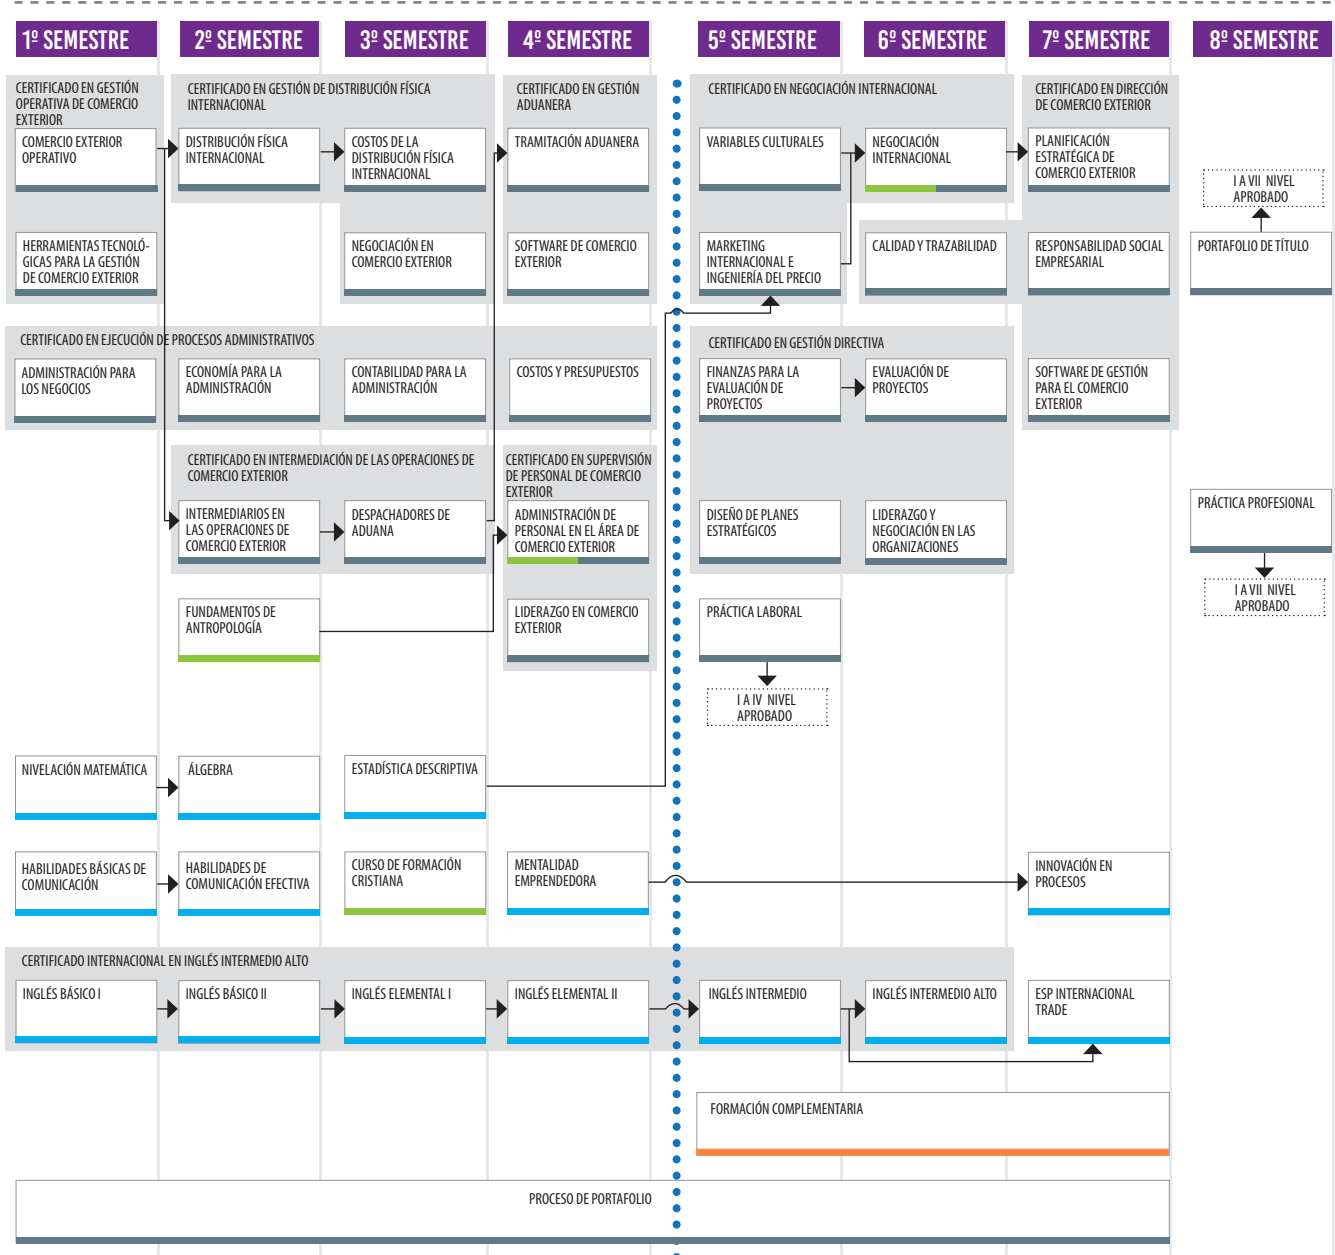 1º SEMESTRE
2º SEMESTRE
3º SEMESTRE
4º SEMESTRE
5º SEMESTRE
6º SEMESTRE
7º SEMESTRE
8º SEMESTRE
CERTIFICADO EN GESTIÓN
OPERATIVA DE COMERCIO
EXTERIOR
CERTIFICADO EN GESTIÓN DE DISTRIBUCIÓN FÍSICA
INTERNACIONAL
CERTIFICADO EN GESTIÓN
ADUANERA
CERTIFICADO EN NEGOCIACIÓN INTERNACIONAL
CERTIFICADO EN DIRECCIÓN
DE COMERCIO EXTERIOR
COMERCIO EXTERIOR
OPERATIVO
DISTRIBUCIÓN FÍSICA
INTERNACIONAL
COSTOS DE LA
DISTRIBUCIÓN FÍSICA
INTERNACIONAL
TRAMITACIÓN ADUANERA
VARIABLES CULTURALES
NEGOCIACIÓN
INTERNACIONAL
PLANIFICACIÓN
ESTRATÉGICA DE
COMERCIO EXTERIOR
I A VII NIVEL
APROBADO
HERRAMIENTAS TECNOLÓ-
GICAS PARA LA GESTIÓN
DE COMERCIO EXTERIOR
NEGOCIACIÓN EN
COMERCIO EXTERIOR
SOFTWARE DE COMERCIO
EXTERIOR
MARKETING
INTERNACIONAL E
INGENIERÍA DEL PRECIO
CALIDAD Y TRAZABILIDAD
RESPONSABILIDAD SOCIAL
EMPRESARIAL
PORTAFOLIO DE TÍTULO
CERTIFICADO EN EJECUCIÓN DE PROCESOS ADMINISTRATIVOS
CERTIFICADO EN GESTIÓN DIRECTIVA
ADMINISTRACIÓN PARA
LOS NEGOCIOS
ECONOMÍA PARA LA
ADMINISTRACIÓN
CONTABILIDAD PARA LA
ADMINISTRACIÓN
COSTOS Y PRESUPUESTOS
FINANZAS PARA LA
EVALUACIÓN DE
PROYECTOS
EVALUACIÓN DE
PROYECTOS
SOFTWARE DE GESTIÓN
PARA EL COMERCIO
EXTERIOR
CERTIFICADO EN INTERMEDIACIÓN DE LAS OPERACIONES DE
COMERCIO EXTERIOR
CERTIFICADO EN SUPERVISIÓN
DE PERSONAL DE COMERCIO
EXTERIOR
INTERMEDIARIOS EN
LAS OPERACIONES DE
COMERCIO EXTERIOR
DESPACHADORES DE
ADUANA
ADMINISTRACIÓN DE
PERSONAL EN EL ÁREA DE
COMERCIO EXTERIOR
DISEÑO DE PLANES
ESTRATÉGICOS
LIDERAZGO Y
NEGOCIACIÓN EN LAS
ORGANIZACIONES
PRÁCTICA PROFESIONAL
I A VII NIVEL
APROBADO
FUNDAMENTOS DE
ANTROPOLOGÍA
LIDERAZGO EN COMERCIO
EXTERIOR
PRÁCTICA LABORAL
I A IV NIVEL
APROBADO
NIVELACIÓN MATEMÁTICA
ÁLGEBRA
ESTADÍSTICA DESCRIPTIVA
HABILIDADES BÁSICAS DE
COMUNICACIÓN
HABILIDADES DE
COMUNICACIÓN EFECTIVA
CURSO DE FORMACIÓN
CRISTIANA
MENTALIDAD
EMPRENDEDORA
INNOVACIÓN EN
PROCESOS
CERTIFICADO INTERNACIONAL EN INGLÉS INTERMEDIO ALTO
INGLÉS BÁSICO I
INGLÉS BÁSICO II
INGLÉS ELEMENTAL I
INGLÉS ELEMENTAL II
INGLÉS INTERMEDIO
INGLÉS INTERMEDIO ALTO
ESP INTERNACIONAL
TRADE
FORMACIÓN COMPLEMENTARIA
PROCESO DE PORTAFOLIO